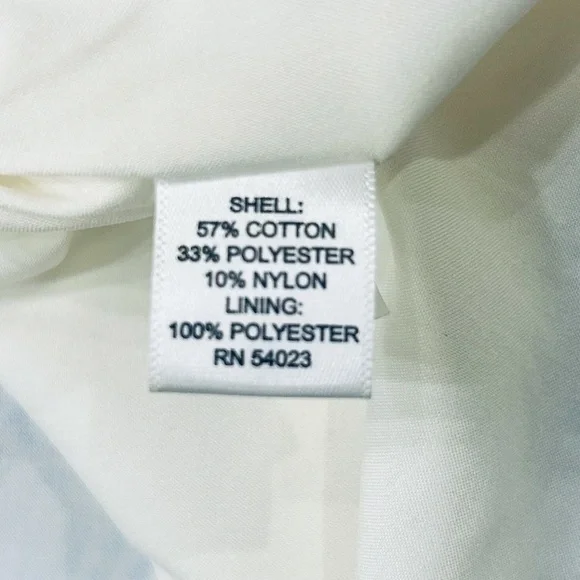 SHELL:
57% COTTON
33% POLYESTER
10% NYLON
LINING:
100% POLYESTER
RN 54023